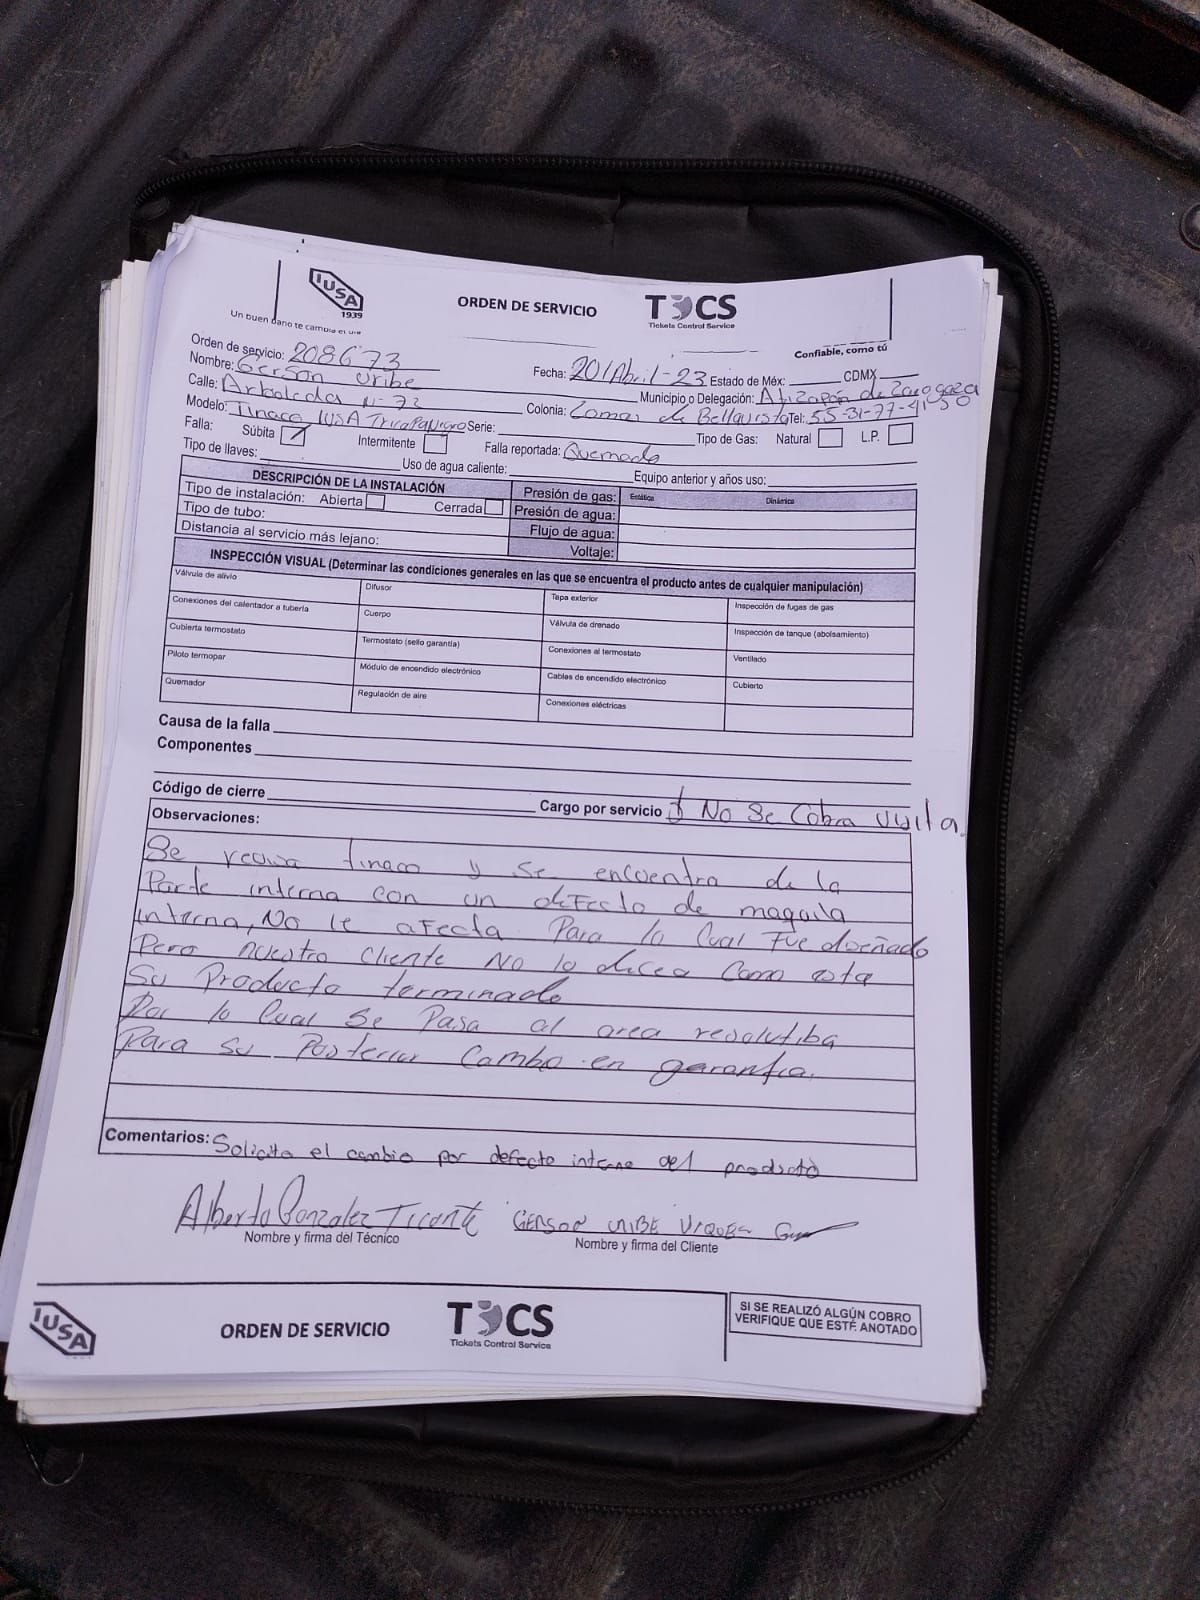 IUSA
1939
ORDEN DE SERVICIO
TCS
Tickets Control Service
Un buen baño te cambia el día
Confiable, como tú
Orden de servicio: 208673
Fecha: 20/Abril-23 Estado de Méx: CDMX
Nombre: Gerson Uribe
Municipio o Delegación: Atizapán de Zaragoza
Calle: Arboleda N-72
Colonia: Lomas de Bellavista Tel: 55-31-77-41-50
Modelo: Tinaco IUSA Serie:
Tipo de Gas: Natural L.P.
Falla: Súbita Intermitente Falla reportada: Quemado
Tipo de llaves: Uso de agua caliente: Equipo anterior y años uso:
DESCRIPCIÓN DE LA INSTALACIÓN
Presión de gas: Estática Dinámica
Tipo de instalación: Abierta Cerrada
Presión de agua:
Tipo de tubo:
Flujo de agua:
Distancia al servicio más lejano:
Voltaje:
INSPECCIÓN VISUAL (Determinar las condiciones generales en las que se encuentra el producto antes de cualquier manipulación)
Válvula de alivio Difusor Tapa exterior Inspección de fugas de gas
Conexiones del calentador a tubería Cuerpo Válvula de drenado Inspección de tanque (abolsamiento)
Cubierta termostato Termostato (sello garantía) Conexiones al termostato Ventilado
Piloto termopar Módulo de encendido electrónico Cables de encendido electrónico Cubierto
Quemador Regulación de aire Conexiones eléctricas
Causa de la falla
Componentes
Código de cierre
Cargo por servicio $ No Se Cobra Visita.
Observaciones:
Se revisa tinaco y se encuentra de la
Parte interna con un defecto de maquila
interna, No le afecta Para lo Cual Fue diseñado
Pero nuestro Cliente No lo decea Como esta
Su Producto terminado
Por lo Cual Se Pasa al area resolutiba
Para su Posterior Cambio en garantia.
Comentarios: Solicita el cambio por defecto interno del producto
Alberto Gonzalez
GERSON URIBE
Nombre y firma del Técnico
Nombre y firma del Cliente
IUSA
ORDEN DE SERVICIO
TCS
Tickets Control Service
SI SE REALIZÓ ALGÚN COBRO
VERIFIQUE QUE ESTÉ ANOTADO